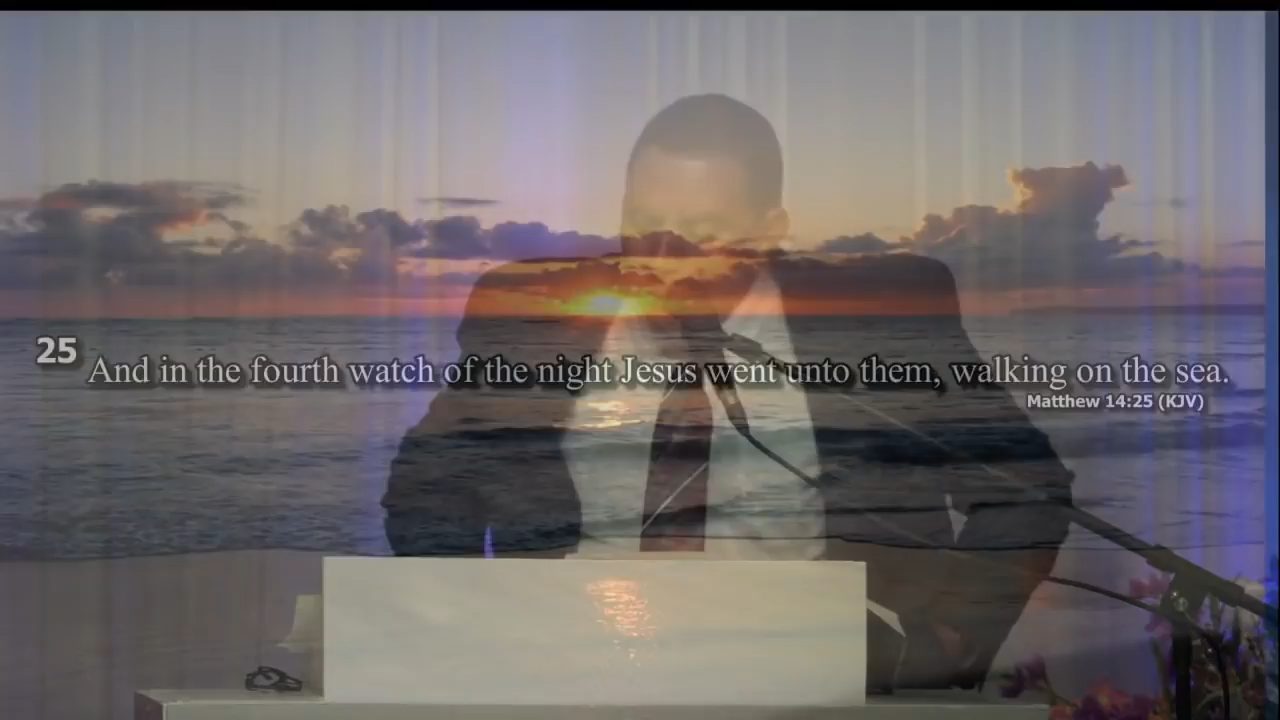 25 And in the fourth watch of the night Jesus went unto them, walking on the sea.
Matthew 14:25 (KJV)